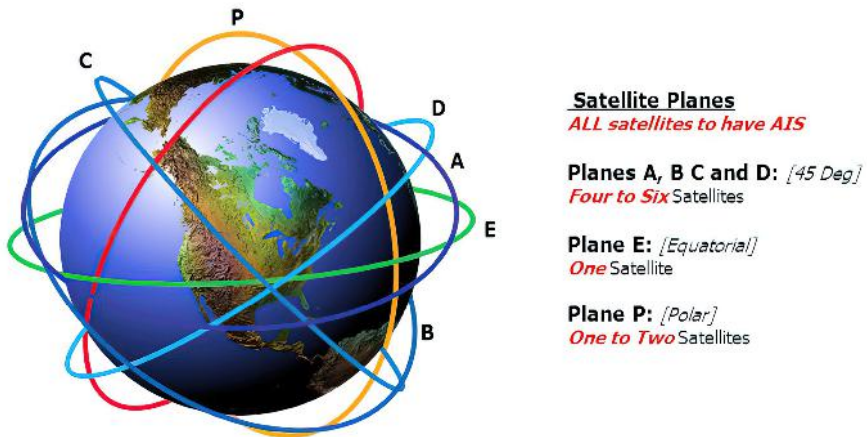 P
C
D
A
E
B
Satellite Planes
ALL satellites to have AIS
Planes A, B C and D: [45 Deg]
Four to Six Satellites
Plane E: [Equatorial]
One Satellite
Plane P: [Polar]
One to Two Satellites